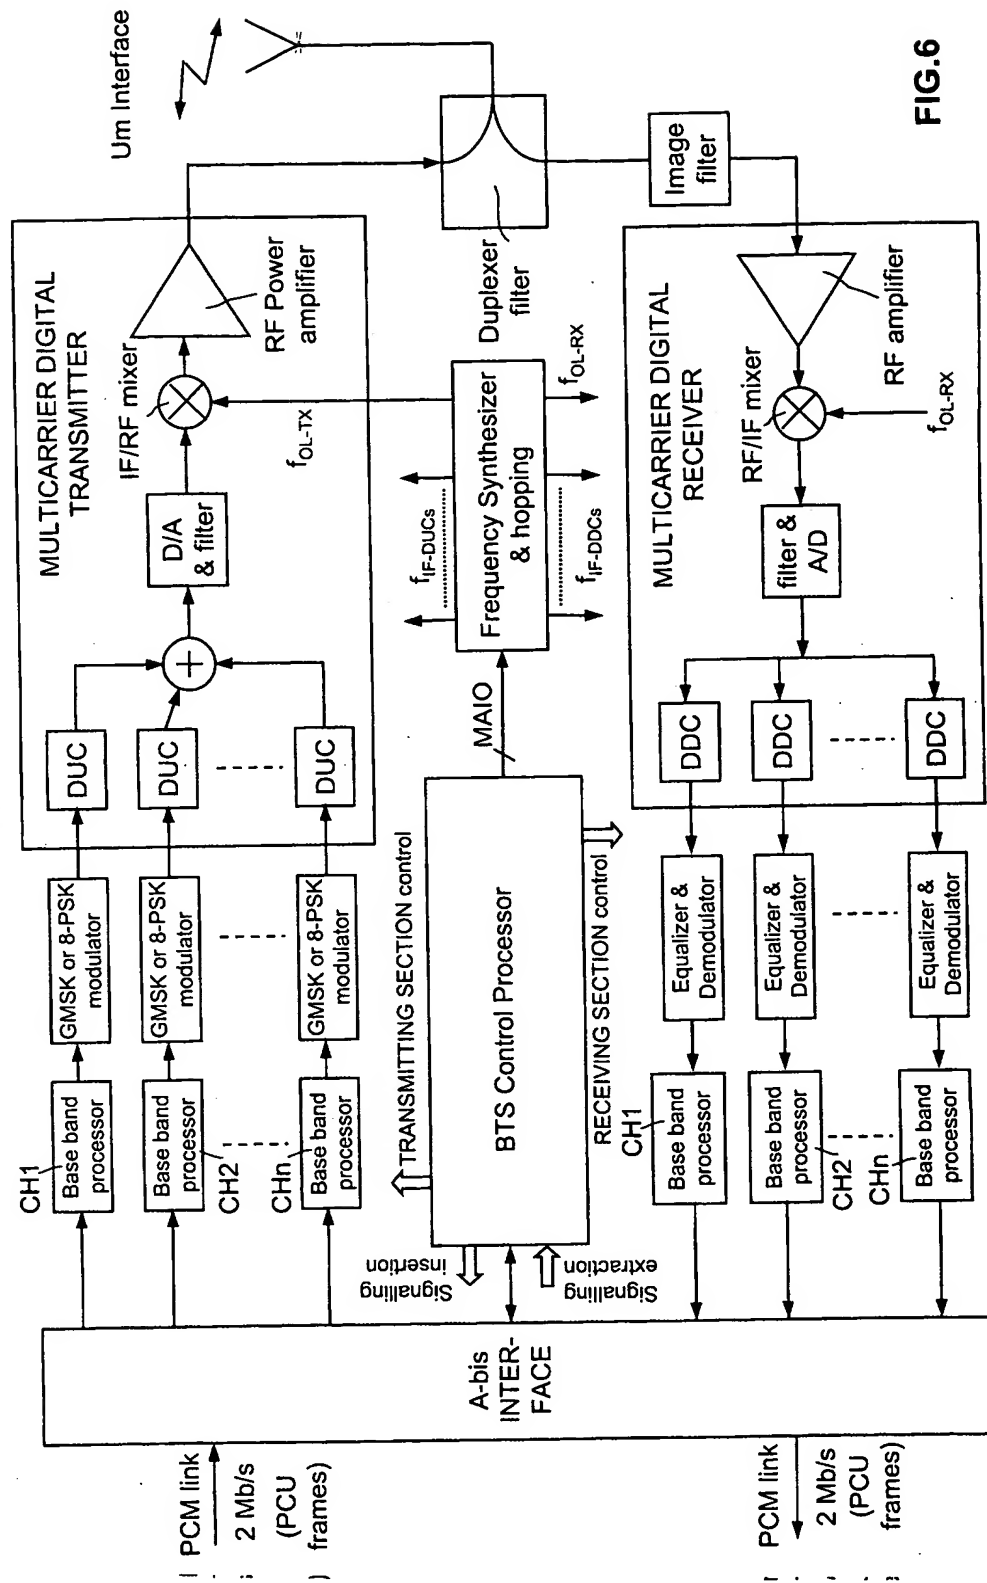 Um Interface
FIG.6
MULTICARRIER DIGITAL
TRANSMITTER
IF/RF mixer
RF Power
amplifier
D/A
& filter
DUC
DUC
DUC
+
fOL-TX
GMSK or 8-PSK
modulator
GMSK or 8-PSK
modulator
GMSK or 8-PSK
modulator
CH1
Base band
processor
Base band
processor
CH2
CHn
Base band
processor
Duplexer
filter
Image
filter
fIF-DUCs
Frequency Synthesizer
& hopping
fIF-DDCs
fOL-RX
MAIO
TRANSMITTING SECTION control
BTS Control Processor
RECEIVING SECTION control
Signalling
insertion
Signalling
extraction
MULTICARRIER DIGITAL
RECEIVER
RF/IF mixer
RF amplifier
fOL-RX
filter &
A/D
DDC
DDC
DDC
Equalizer &
Demodulator
Equalizer &
Demodulator
Equalizer &
Demodulator
CH1
Base band
processor
Base band
processor
CH2
CHn
Base band
processor
A-bis
INTER-
FACE
PCM link
2 Mb/s
(PCU
frames)
PCM link
2 Mb/s
(PCU
frames)